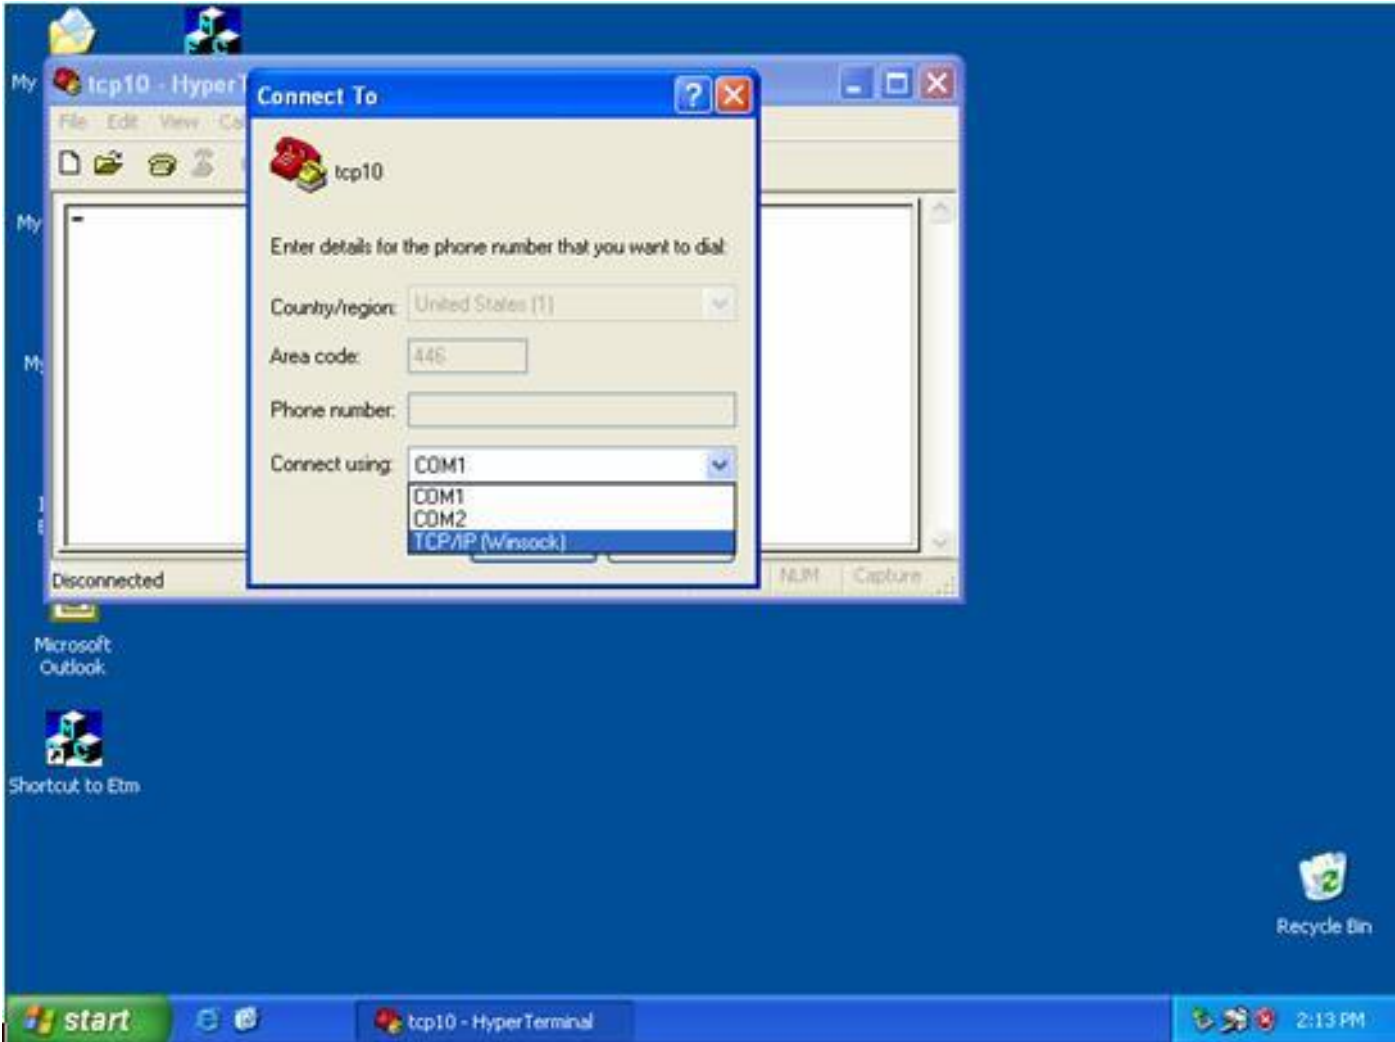 My
tcp10 - HyperT
File Edit View Ca
Connect To
tcp10
Enter details for the phone number that you want to dial:
Country/region: United States (1)
Area code: 446
Phone number:
Connect using: COM1
COM1
COM2
TCP/IP (Winsock)
My
My
Disconnected
NUM
Capture
Microsoft
Outlook
Shortcut to Etm
Recycle Bin
start
tcp10 - HyperTerminal
2:13 PM